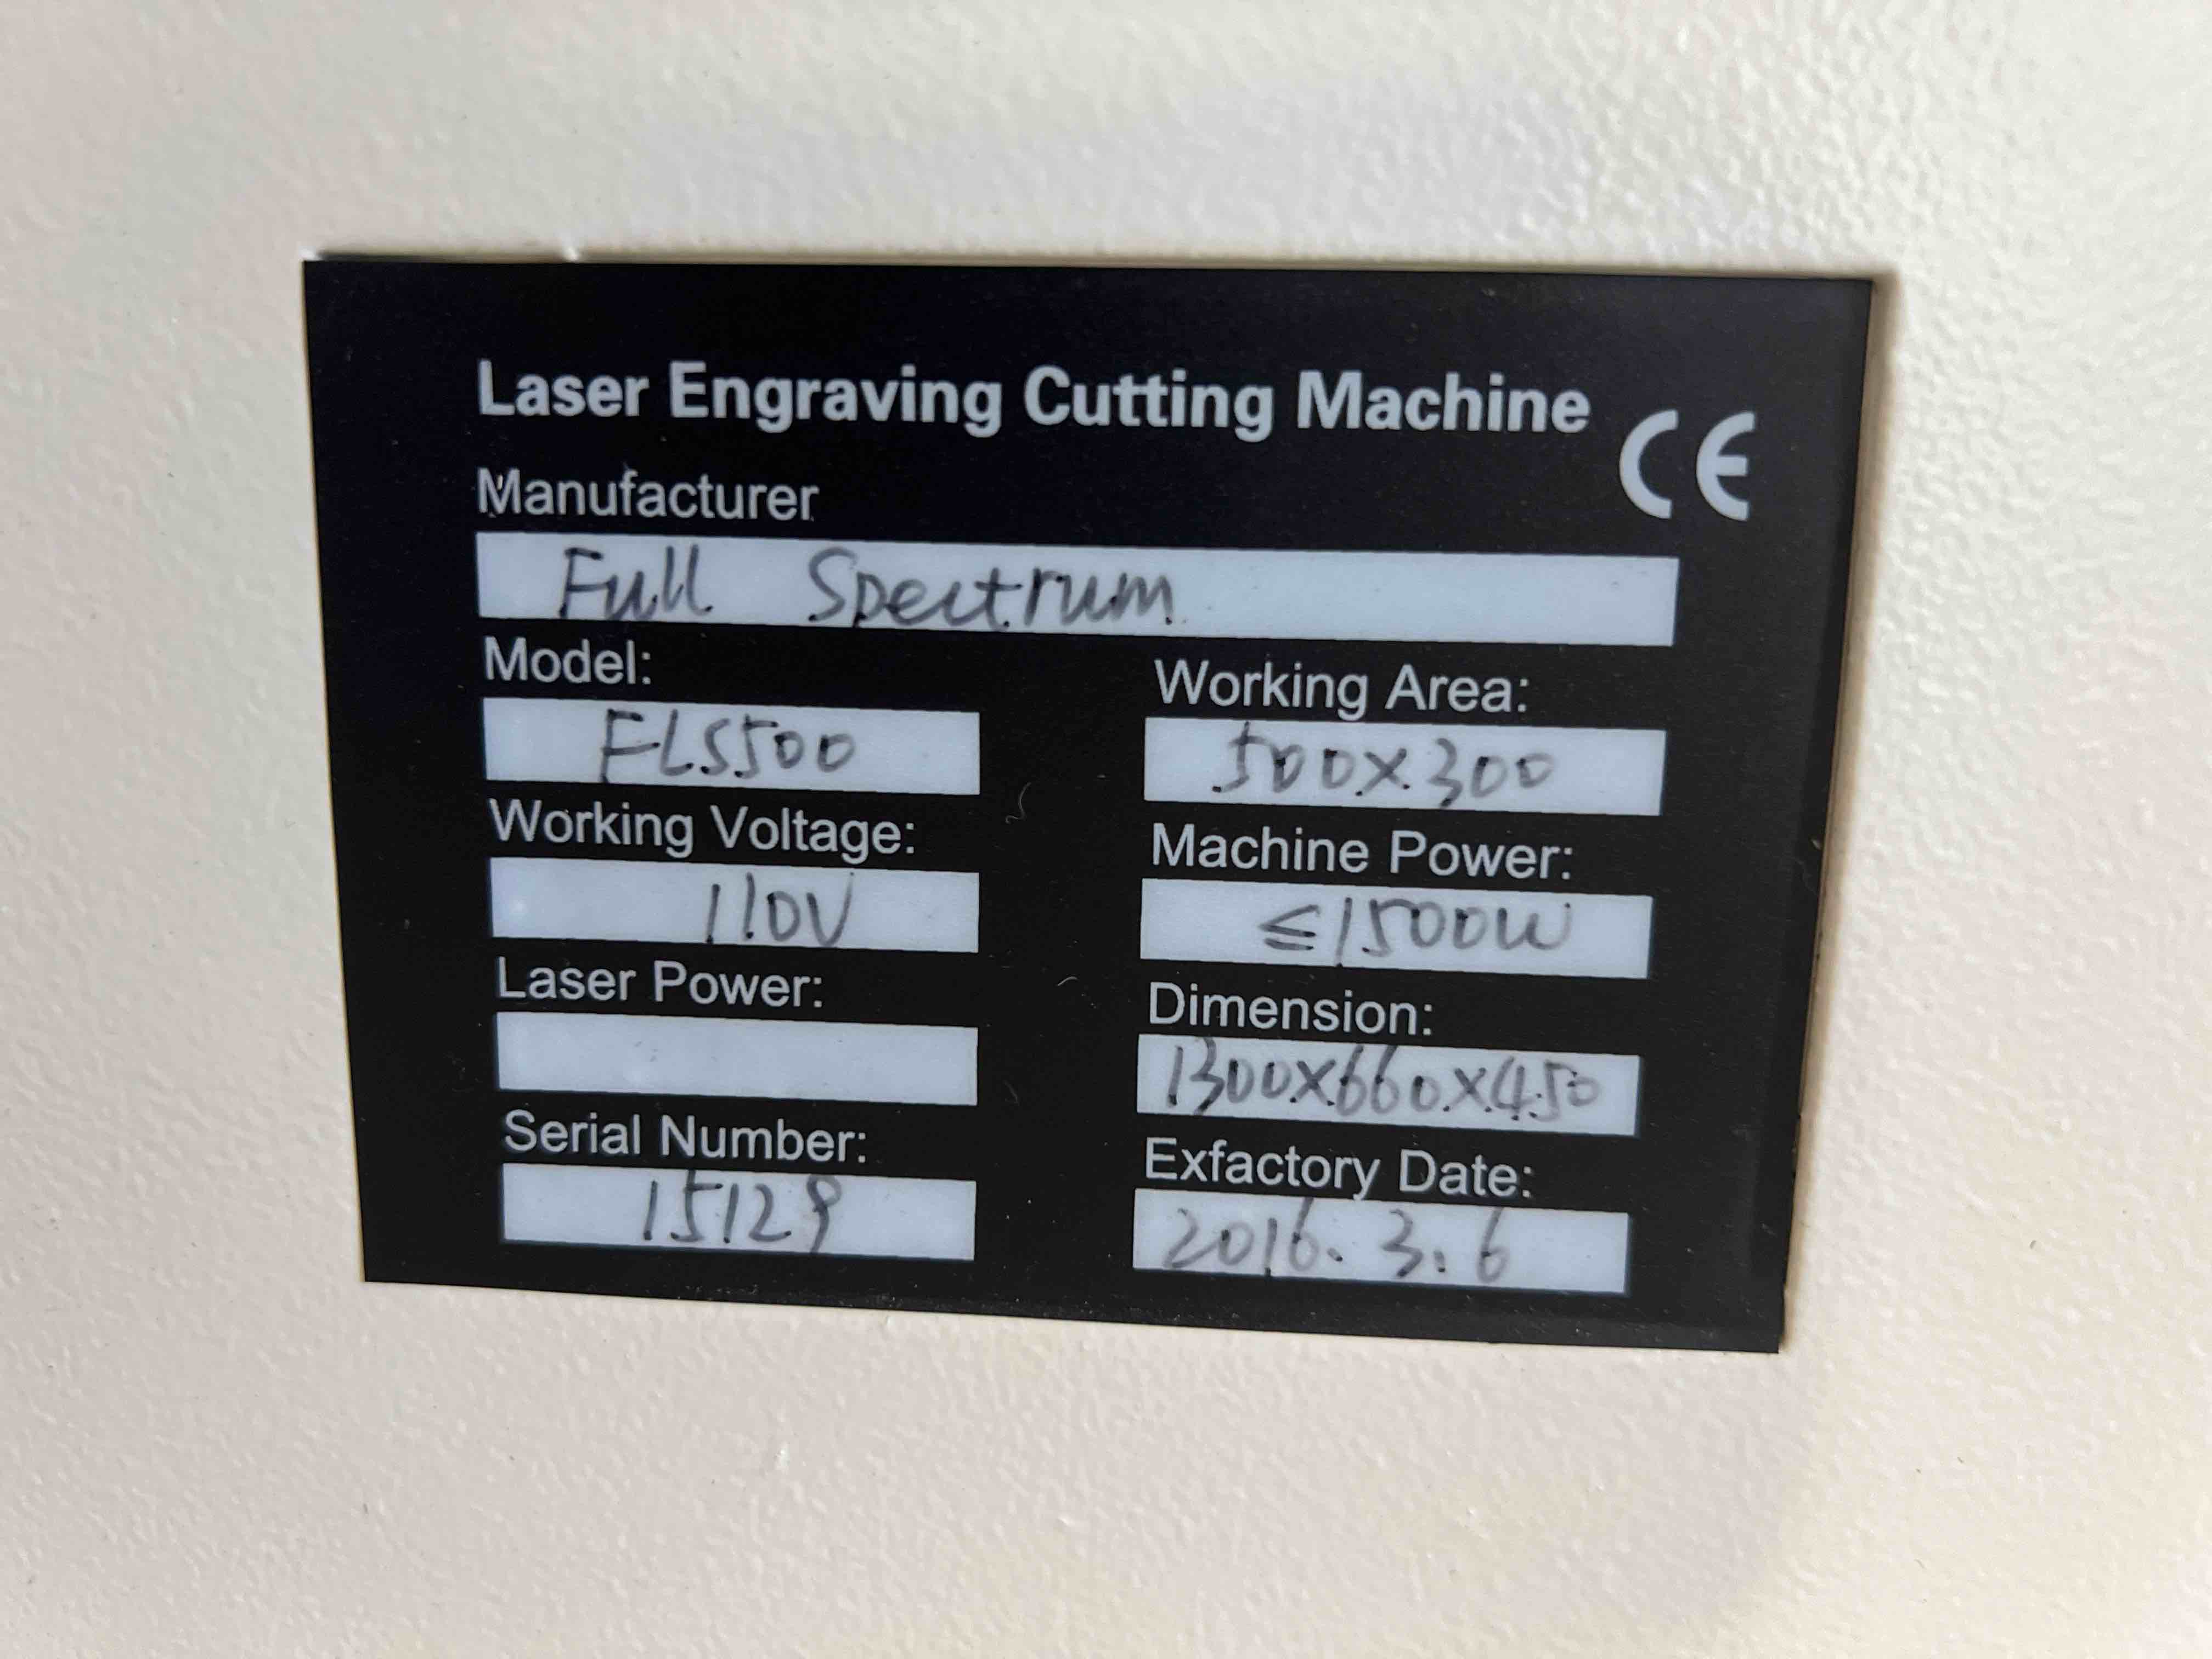 Laser Engraving Cutting Machine
CE
Manufacturer
Full Spectrum
Model: Working Area:
FLS500 500x300
Working Voltage: Machine Power:
110V ≤1500W
Laser Power: Dimension:
1300x660x450
Serial Number: Exfactory Date:
15129 2016. 3. 6